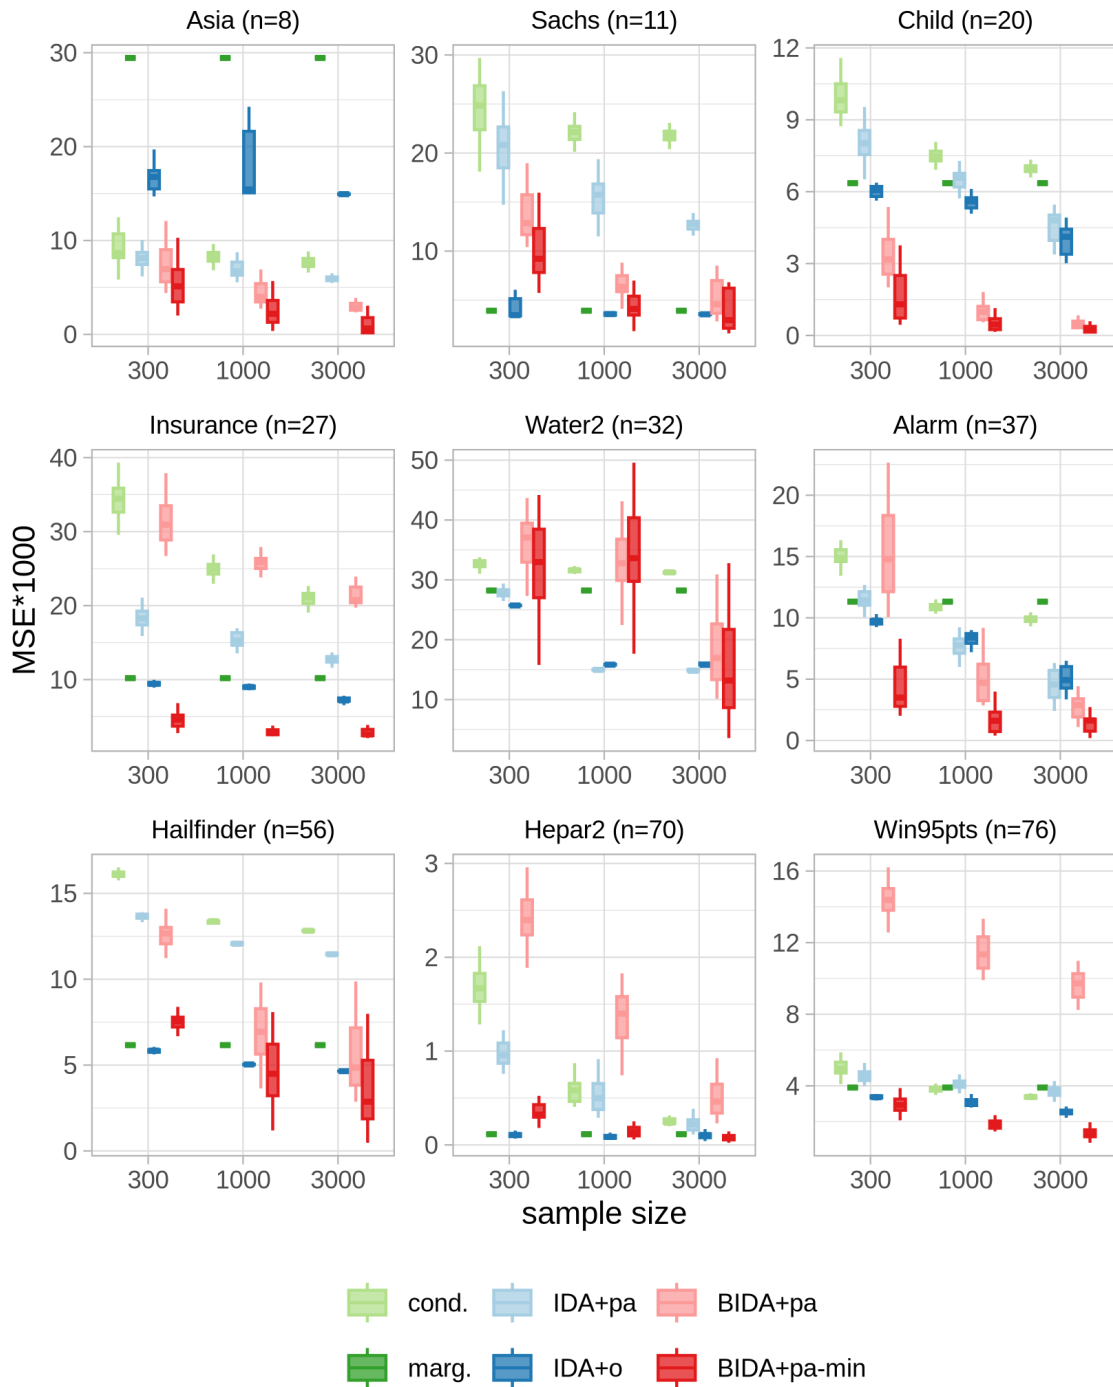 Asia (n=8)
Sachs (n=11)
Child (n=20)
30
20
10
0
300 1000 3000
30
20
10
300 1000 3000
12
9
6
3
0
300 1000 3000
Insurance (n=27)
Water2 (n=32)
Alarm (n=37)
40
30
20
10
300 1000 3000
50
40
30
20
10
300 1000 3000
20
15
10
5
0
300 1000 3000
MSE*1000
Hailfinder (n=56)
Hepar2 (n=70)
Win95pts (n=76)
15
10
5
0
300 1000 3000
3
2
1
0
300 1000 3000
16
12
8
4
300 1000 3000
sample size
cond. IDA+pa BIDA+pa
marg. IDA+o BIDA+pa-min